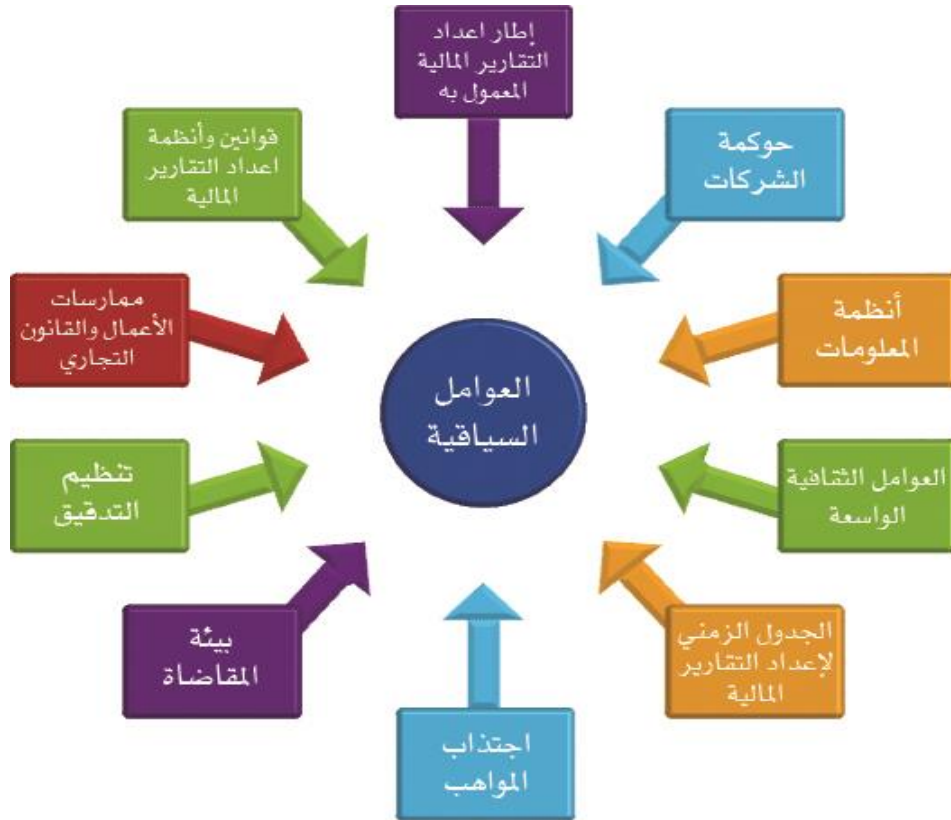 إطار اعداد
التقارير المالية
المعمول به
حوكمة
الشركات
أنظمة
المعلومات
العوامل الثقافية
الواسعة
الجدول الزمني
لإعداد التقارير
المالية
اجتذاب
المواهب
بيئة
المقاضاة
تنظيم
التدقيق
ممارسات
الأعمال والقانون
التجاري
قوانين وأنظمة
اعداد التقارير
المالية
العوامل
السياقية